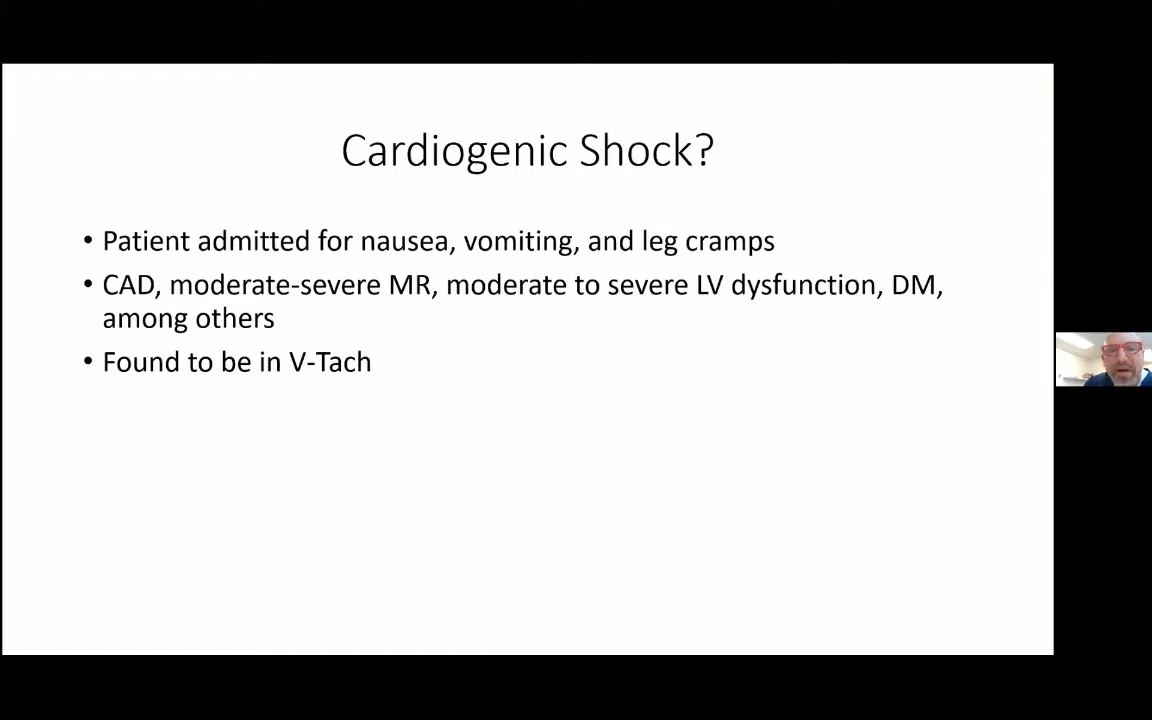 Cardiogenic Shock?
• Patient admitted for nausea, vomiting, and leg cramps
• CAD, moderate-severe MR, moderate to severe LV dysfunction, DM,
among others
• Found to be in V-Tach